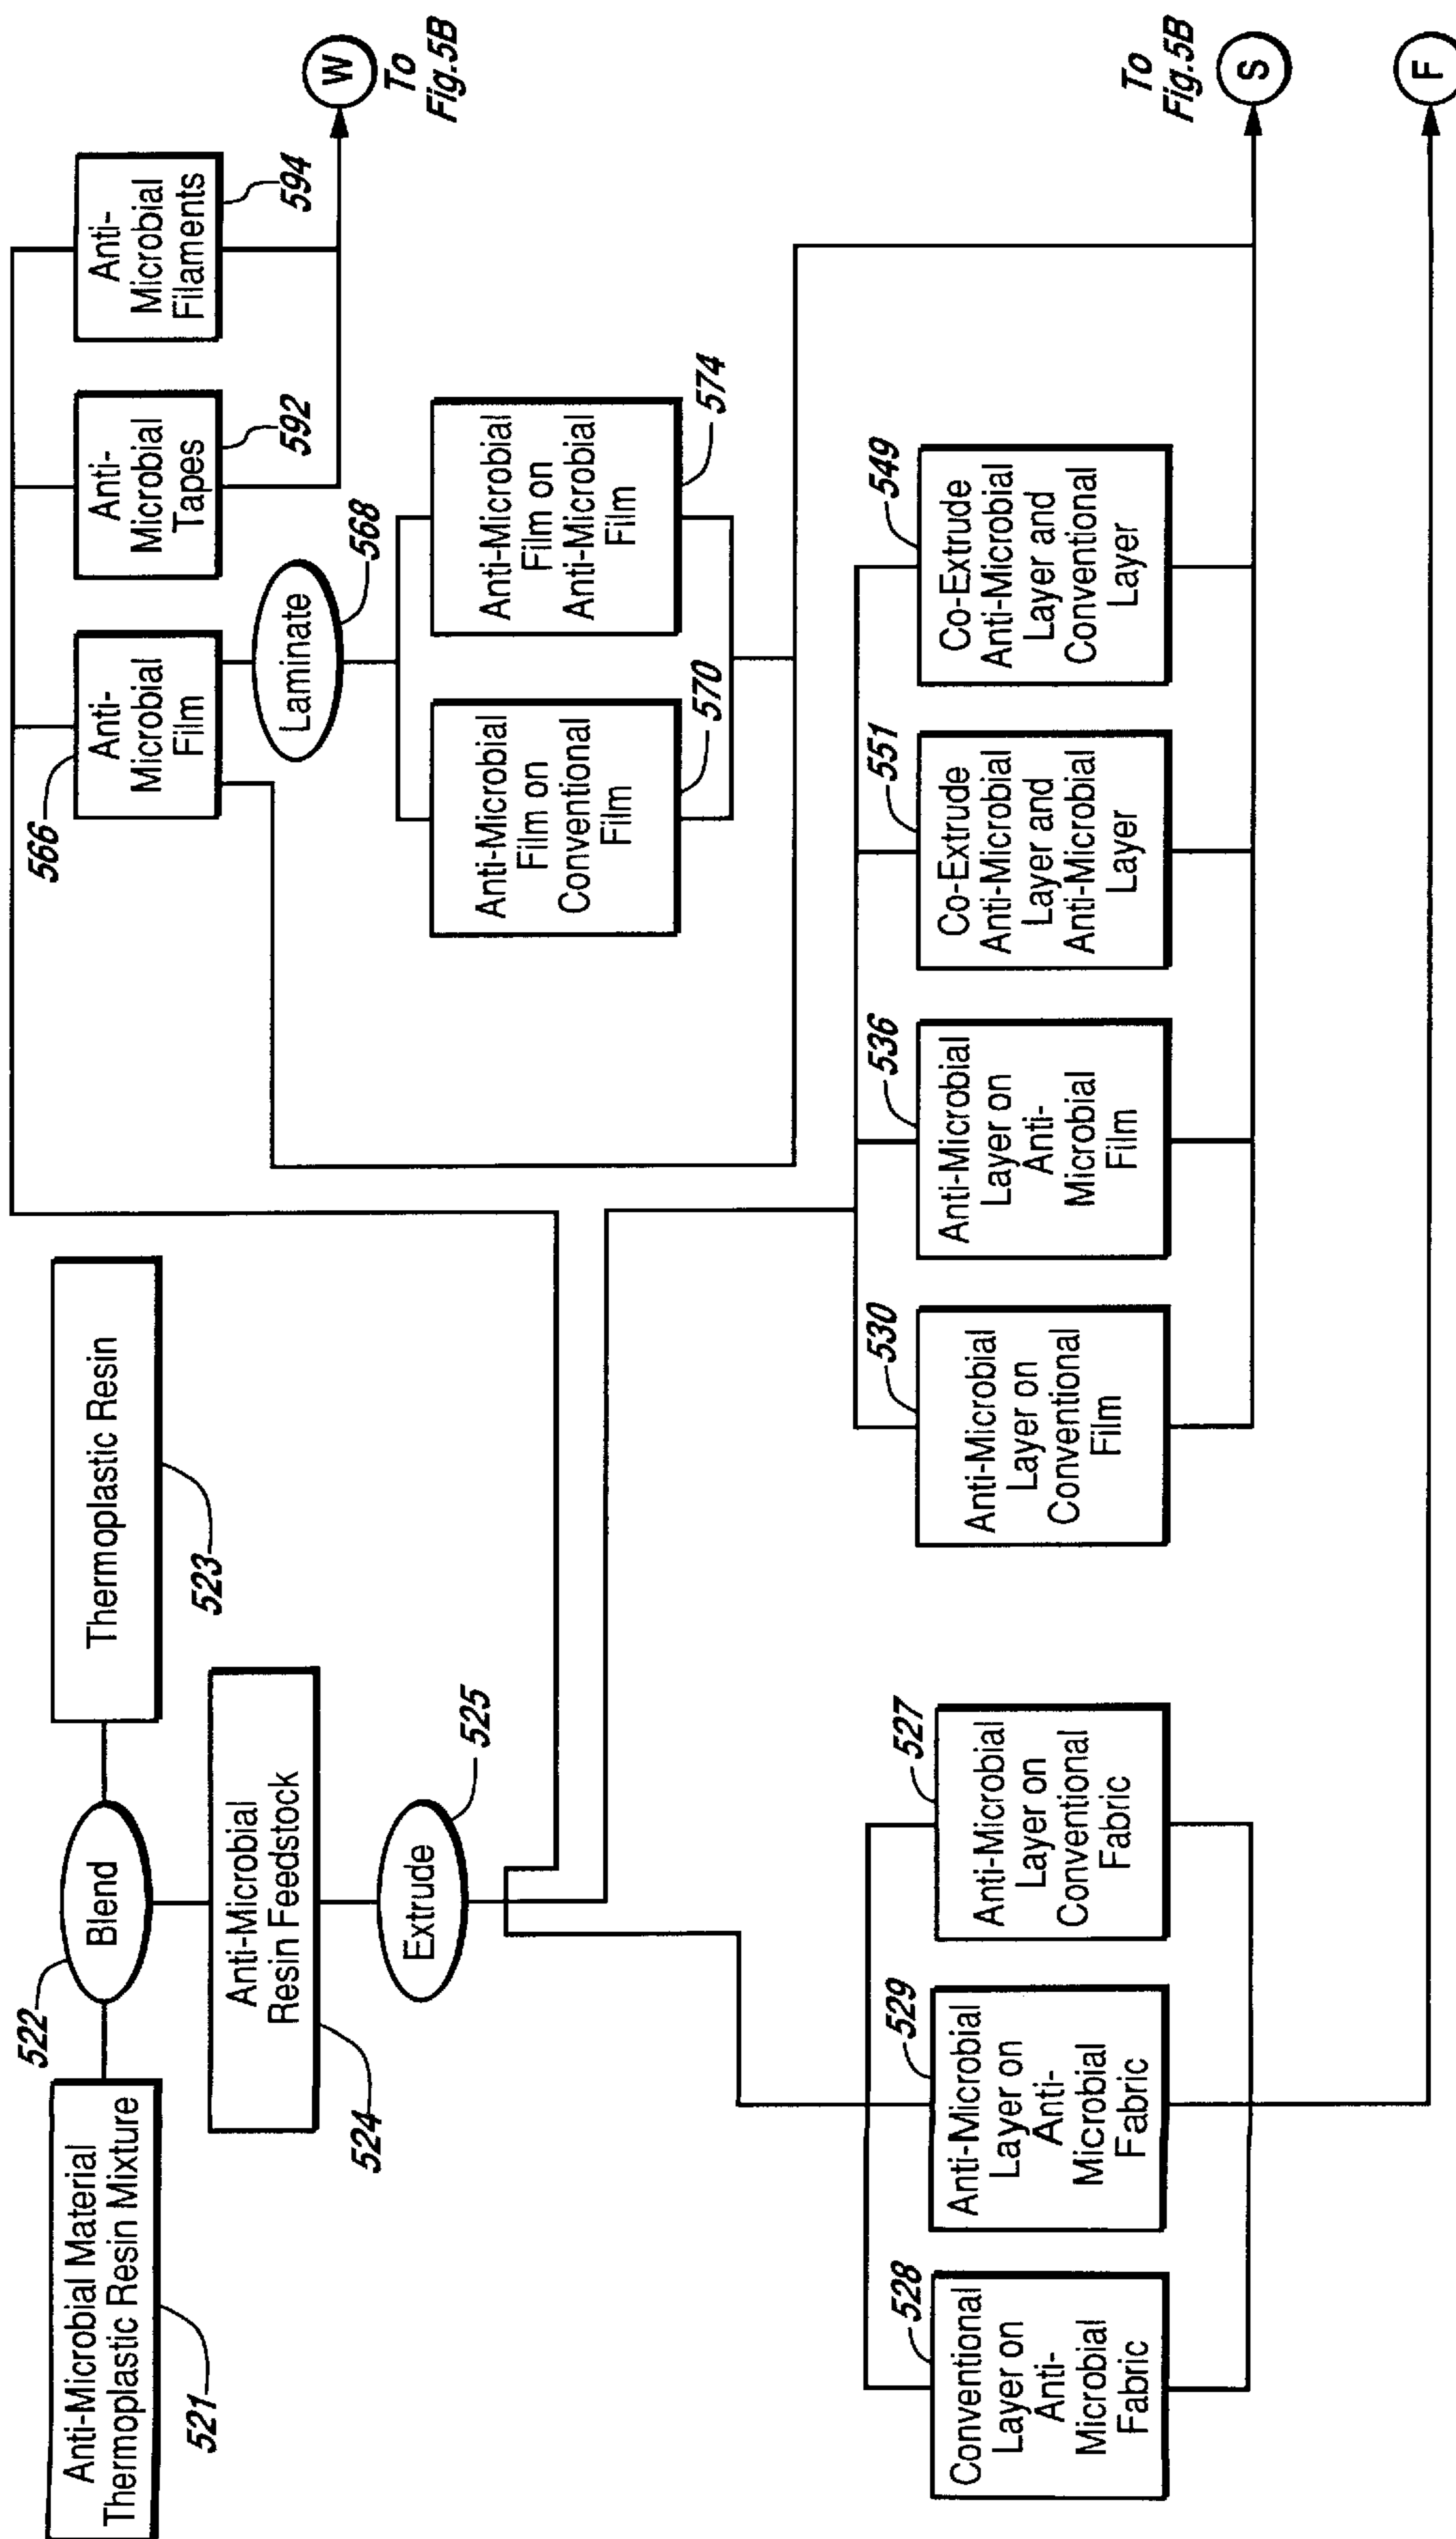 Anti-Microbial Material
Thermoplastic Resin Mixture
521
522
Blend
Thermoplastic Resin
523
Anti-Microbial
Resin Feedstock
524
Extrude
525
566
Anti-
Microbial
Film
Anti-
Microbial
Tapes
592
Anti-
Microbial
Filaments
594
W
To
Fig.5B
Laminate
568
Anti-Microbial
Film on
Conventional
Film
570
Anti-Microbial
Film on
Anti-Microbial
Film
574
528
Conventional
Layer on
Anti-
Microbial
Fabric
529
Anti-Microbial
Layer on
Anti-
Microbial
Fabric
527
Anti-Microbial
Layer on
Conventional
Fabric
530
Anti-Microbial
Layer on
Conventional
Film
536
Anti-Microbial
Layer on
Anti-
Microbial
Film
551
Co-Extrude
Anti-Microbial
Layer and
Anti-Microbial
Layer
549
Co-Extrude
Anti-Microbial
Layer and
Conventional
Layer
To
Fig.5B
S
F